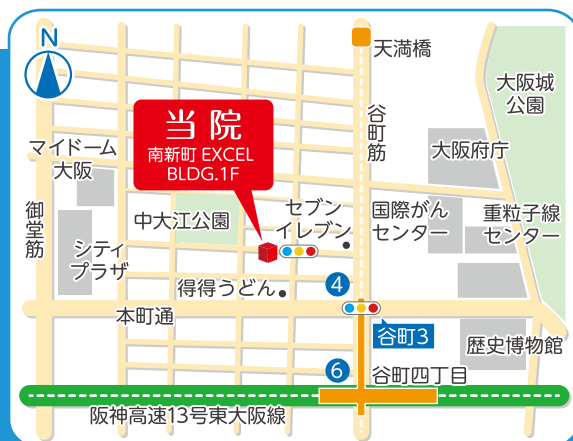 N
天満橋
大阪城
公園
谷町筋
当院
南新町 EXCEL
BLDG.1F
マイドーム
大阪
大阪府庁
御堂筋
中大江公園
セブン
イレブン
国際がん
センター
重粒子線
センター
シティ
プラザ
得得うどん
4
本町通
谷町3
歴史博物館
6
谷町四丁目
阪神高速13号東大阪線